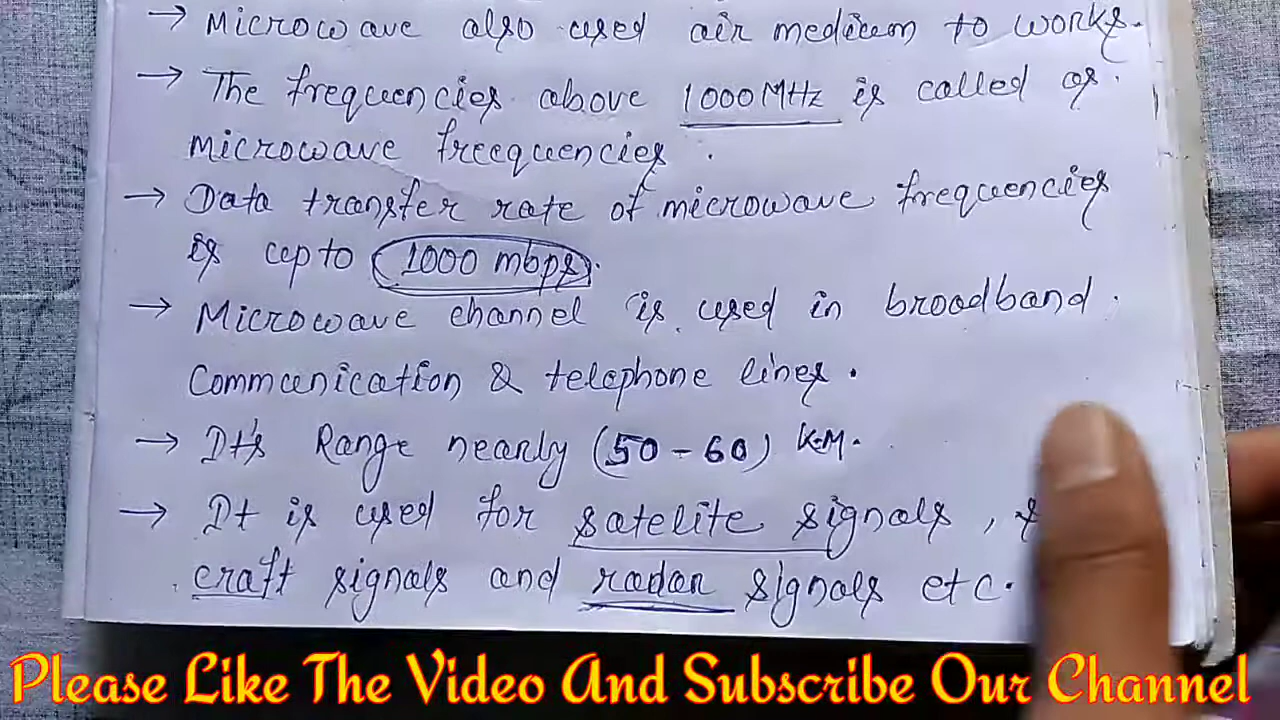 → Microwave also used air medium to works.
→ The frequencies above 1000MHz is called as
microwave frequencies.
→ Data transfer rate of microwave frequencies
is upto 1000 mbps.
→ Microwave channel is used in broadband
Communication & telephone lines.
→ It's Range nearly (50-60) K.M.
→ It is used for satelite signals,
craft signals and radar signals etc.
Please Like The Video And Subscribe Our Channel